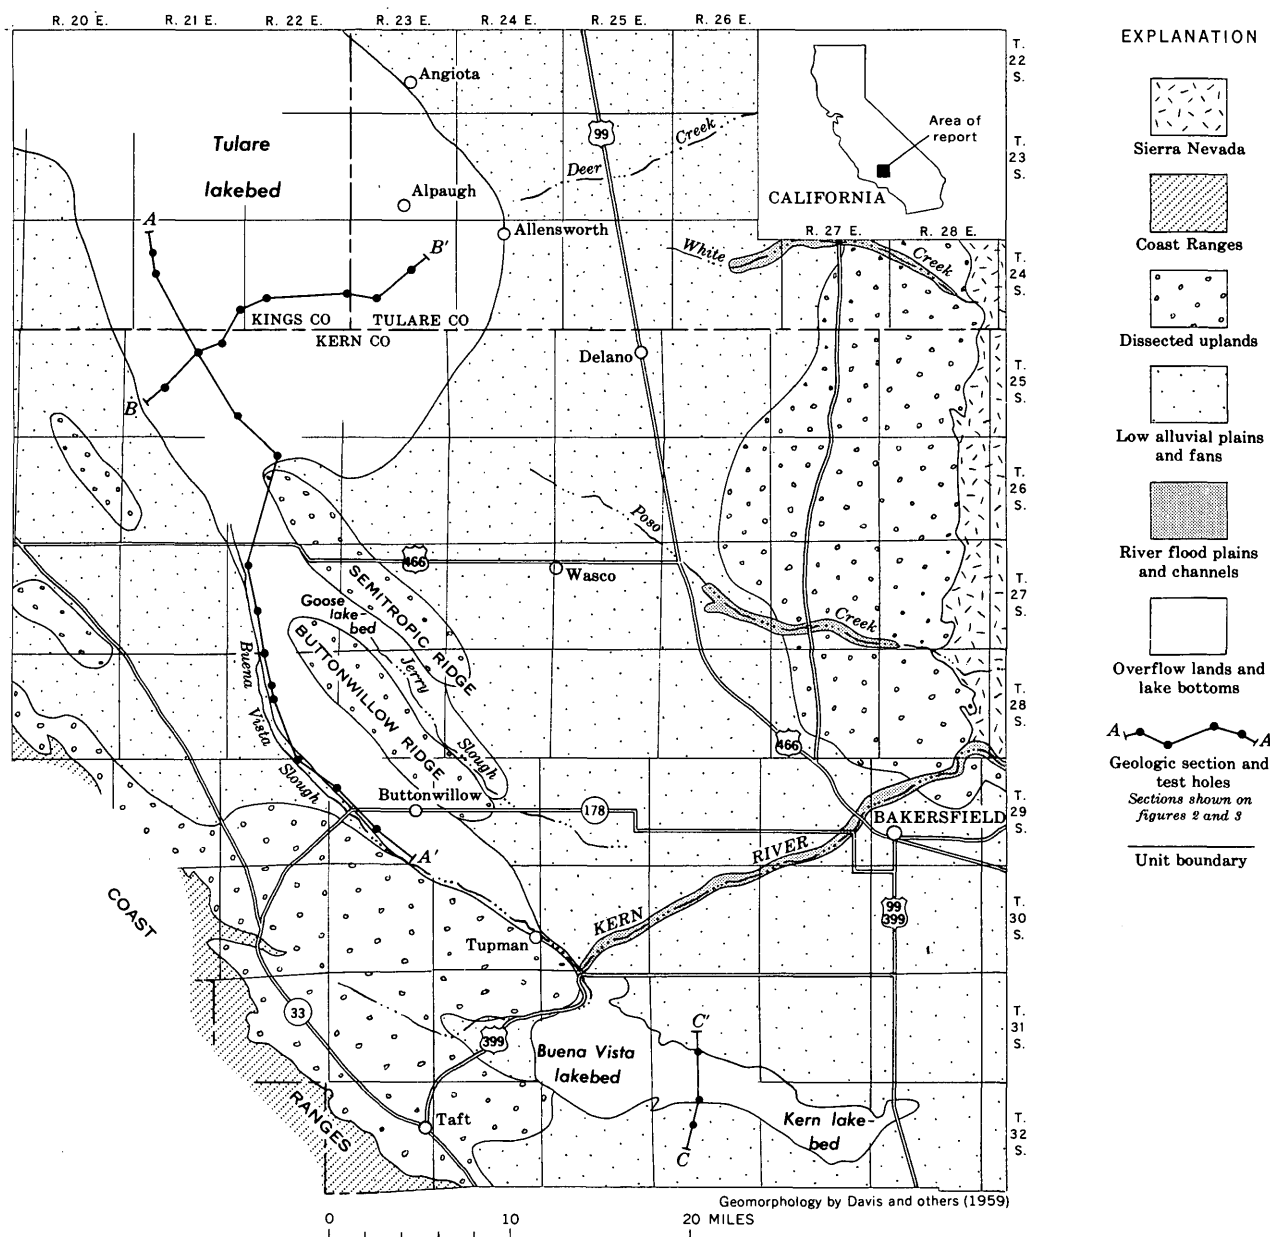 R. 20 E. R. 21 E. R. 22 E. R. 23 E. R. 24 E. R. 25 E. R. 26 E.
T. 22 S.
T. 23 S.
T. 24 S.
T. 25 S.
T. 26 S.
T. 27 S.
T. 28 S.
T. 29 S.
T. 30 S.
T. 31 S.
T. 32 S.
Angiota
Tulare
lakebed
Alpaugh
Allensworth
99
Deer Creek
Area of
report
CALIFORNIA
R. 27 E. R. 28 E.
White Creek
A
B'
KINGS CO
TULARE CO
KERN CO
B
Delano
Poso Creek
466
Wasco
SEMITROPIC RIDGE
Goose
lake-
bed
BUTTONWILLOW RIDGE
Jerry Slough
Buena Vista Slough
466
Buttonwillow
178
BAKERSFIELD
A'
KERN RIVER
99
399
COAST RANGES
Tupman
33
399
Buena Vista
lakebed
C'
Kern lake-
bed
C
Taft
Geomorphology by Davis and others (1959)
0 10 20 MILES
EXPLANATION
Sierra Nevada
Coast Ranges
Dissected uplands
Low alluvial plains
and fans
River flood plains
and channels
Overflow lands and
lake bottoms
A A
Geologic section and
test holes
Sections shown on
figures 2 and 3
Unit boundary